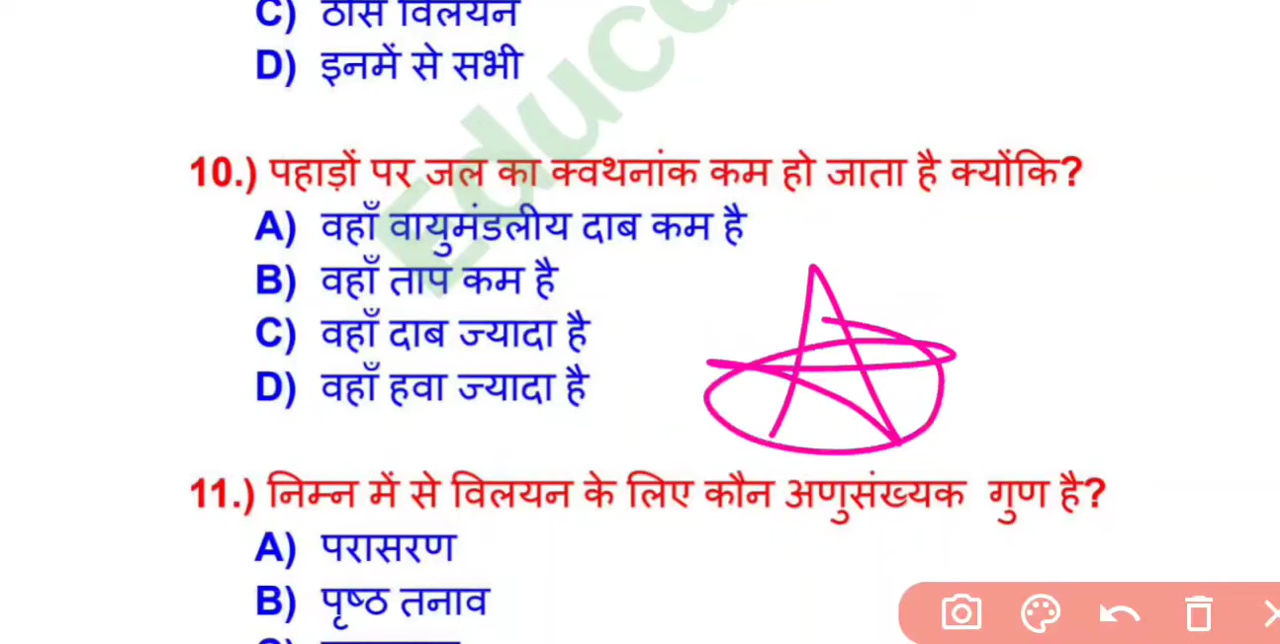 C) ठोस विलयन
D) इनमें से सभी
Educa
10.) पहाड़ों पर जल का क्वथनांक कम हो जाता है क्योंकि?
A) वहाँ वायुमंडलीय दाब कम है
B) वहाँ ताप कम है
C) वहाँ दाब ज्यादा है
D) वहाँ हवा ज्यादा है
A
11.) निम्न में से विलयन के लिए कौन अणुसंख्यक गुण है?
A) परासरण
B) पृष्ठ तनाव